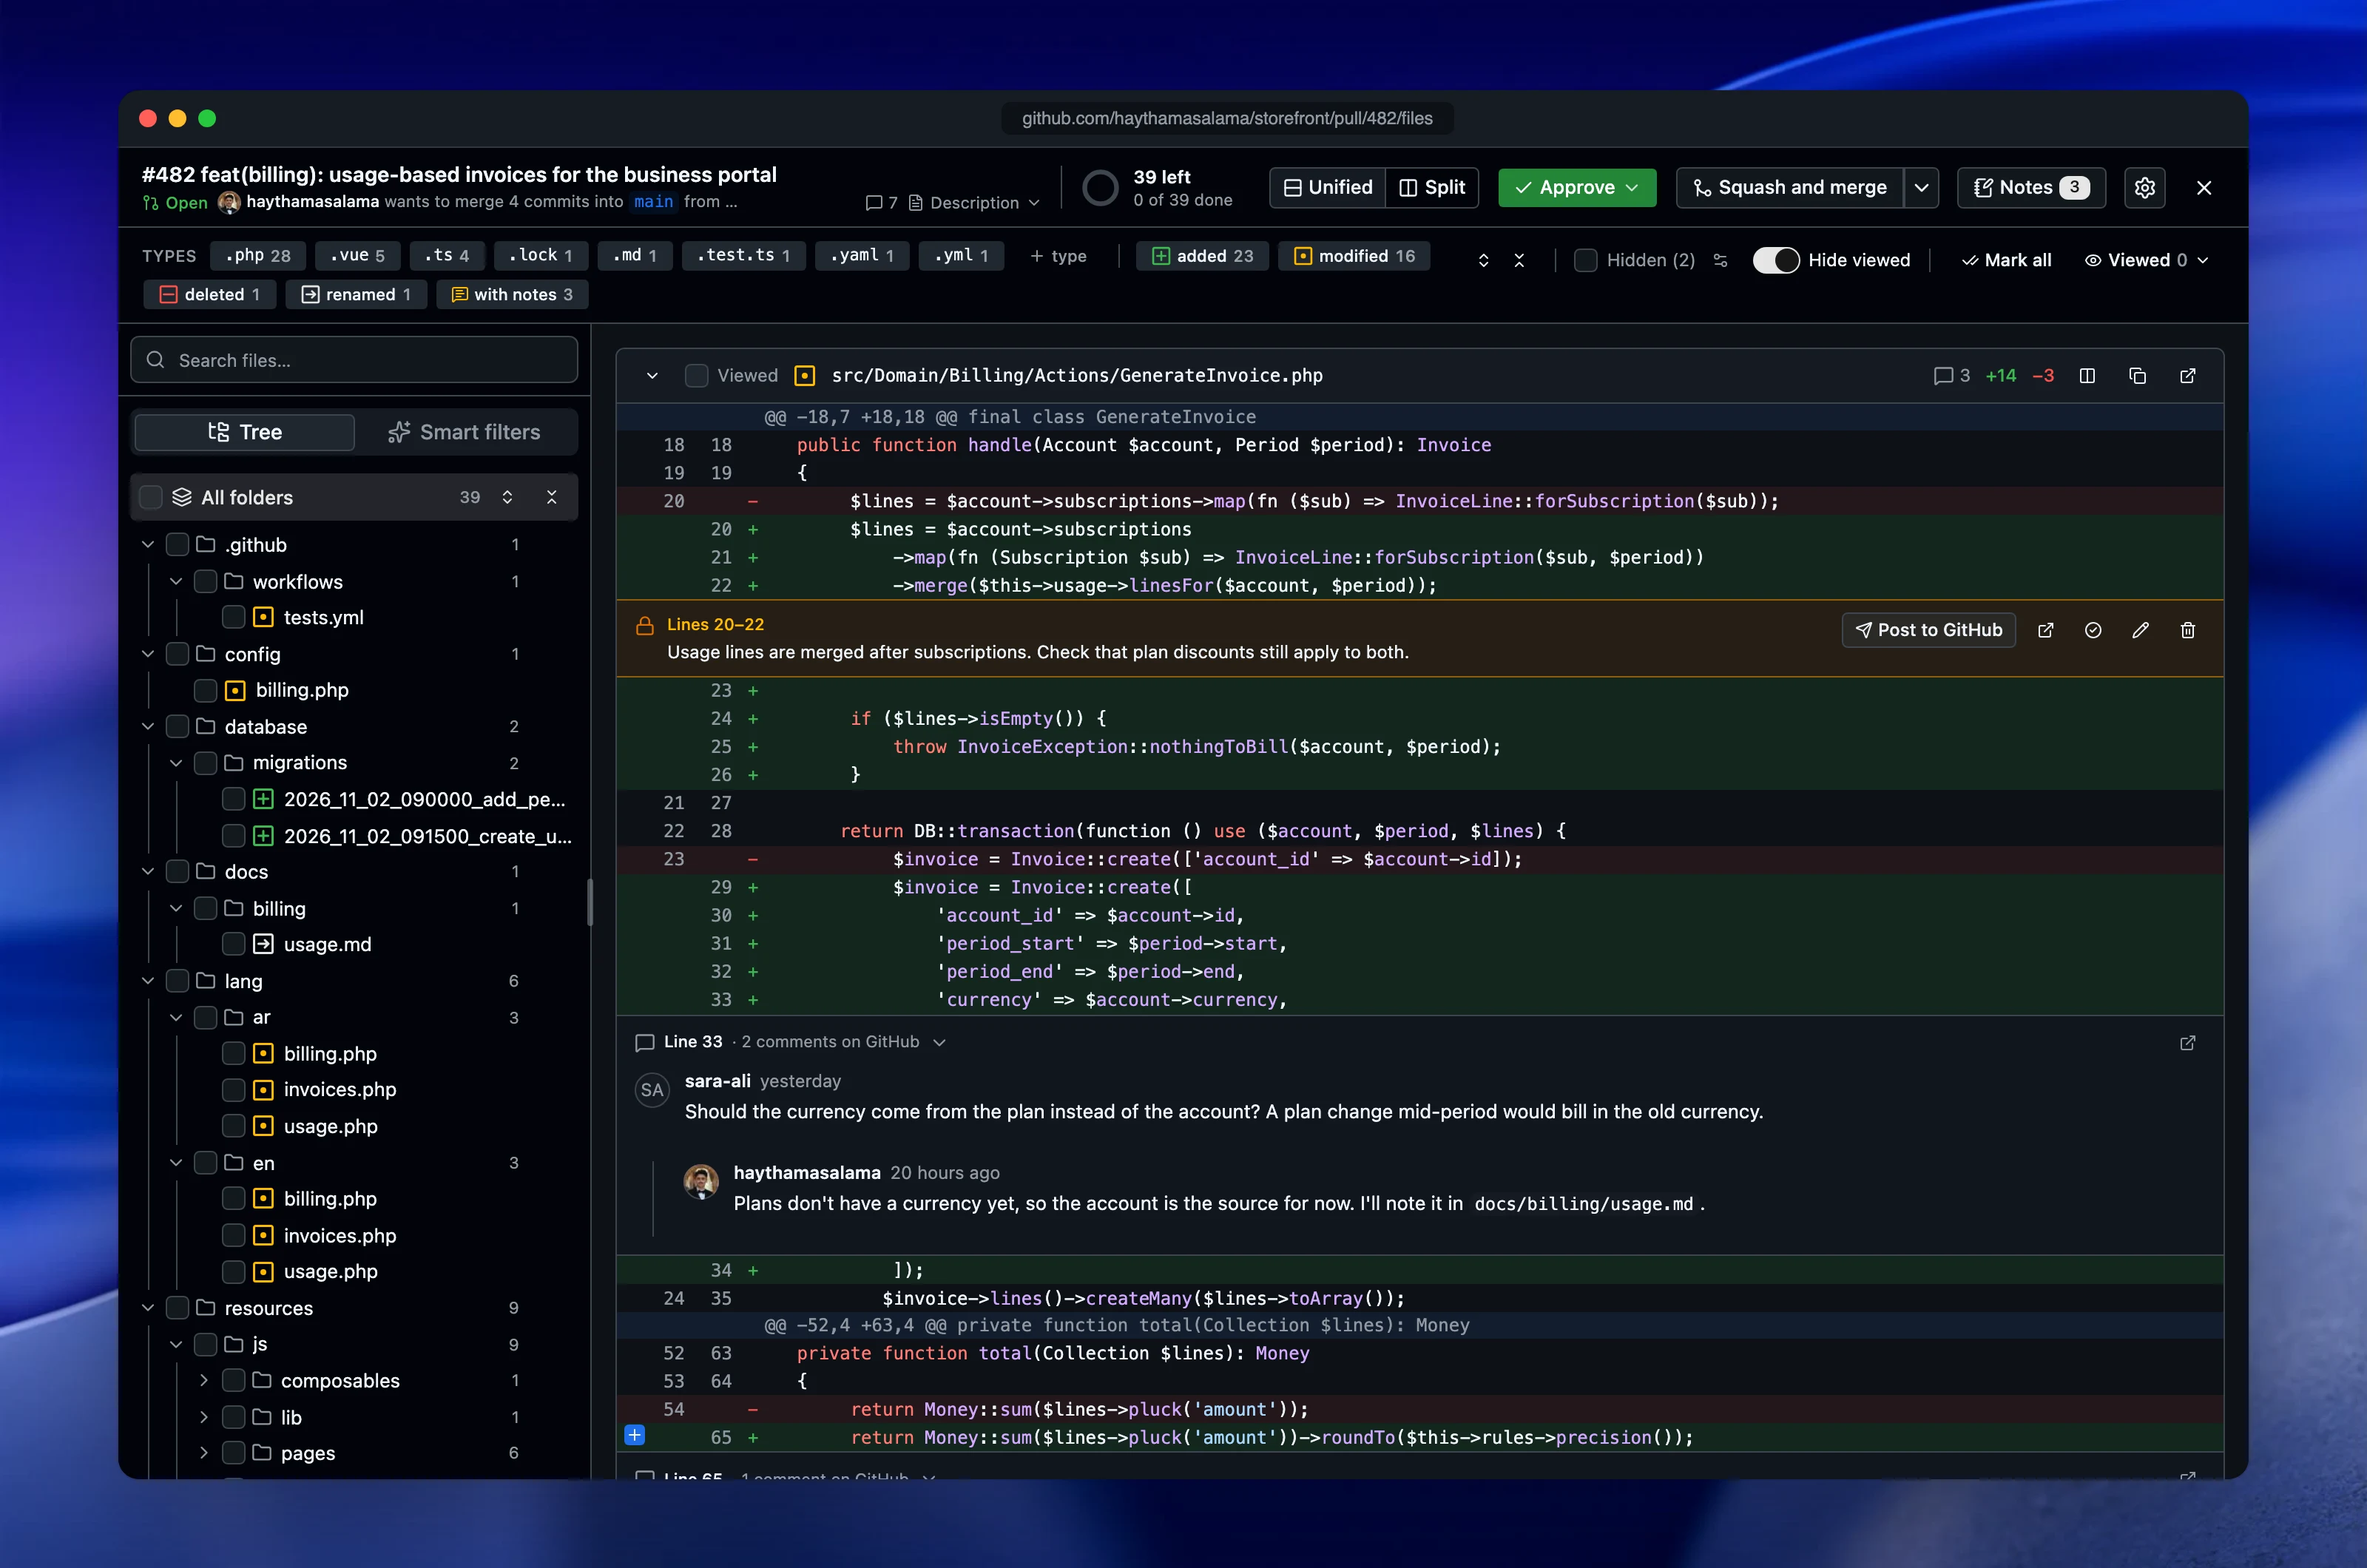 github.com/haythamasalama/storefront/pull/482/files
#482 feat(billing): usage-based invoices for the business portal
Open haythamasalama wants to merge 4 commits into main from ...
7 Description
39 left
0 of 39 done
Unified Split
Approve
Squash and merge
Notes 3
TYPES .php 28 .vue 5 .ts 4 .lock 1 .md 1 .test.ts 1 .yaml 1 .yml 1 + type added 23 modified 16
Hidden (2) Hide viewed Mark all Viewed 0
deleted 1 renamed 1 with notes 3
Search files...
Tree Smart filters
All folders 39
.github 1
workflows 1
tests.yml
config 1
billing.php
database 2
migrations 2
2026_11_02_090000_add_pe...
2026_11_02_091500_create_u...
docs 1
billing 1
usage.md
lang 6
ar 3
billing.php
invoices.php
usage.php
en 3
billing.php
invoices.php
usage.php
resources 9
js 9
composables 1
lib 1
pages 6
Viewed src/Domain/Billing/Actions/GenerateInvoice.php 3 +14 −3
@@ −18,7 +18,18 @@ final class GenerateInvoice
18 18 public function handle(Account $account, Period $period): Invoice
19 19 {
20 − $lines = $account->subscriptions->map(fn ($sub) => InvoiceLine::forSubscription($sub));
20 + $lines = $account->subscriptions
21 + ->map(fn (Subscription $sub) => InvoiceLine::forSubscription($sub, $period))
22 + ->merge($this->usage->linesFor($account, $period));
Lines 20–22
Usage lines are merged after subscriptions. Check that plan discounts still apply to both.
Post to GitHub
23 +
24 + if ($lines->isEmpty()) {
25 + throw InvoiceException::nothingToBill($account, $period);
26 + }
21 27
22 28 return DB::transaction(function () use ($account, $period, $lines) {
23 − $invoice = Invoice::create(['account_id' => $account->id]);
29 + $invoice = Invoice::create([
30 + 'account_id' => $account->id,
31 + 'period_start' => $period->start,
32 + 'period_end' => $period->end,
33 + 'currency' => $account->currency,
Line 33 · 2 comments on GitHub
SA sara-ali yesterday
Should the currency come from the plan instead of the account? A plan change mid-period would bill in the old currency.
haythamasalama 20 hours ago
Plans don't have a currency yet, so the account is the source for now. I'll note it in docs/billing/usage.md .
34 + ]);
24 35 $invoice->lines()->createMany($lines->toArray());
@@ −52,4 +63,4 @@ private function total(Collection $lines): Money
52 63 private function total(Collection $lines): Money
53 64 {
54 − return Money::sum($lines->pluck('amount'));
65 + return Money::sum($lines->pluck('amount'))->roundTo($this->rules->precision());
Line 65 · 1 comment on GitHub